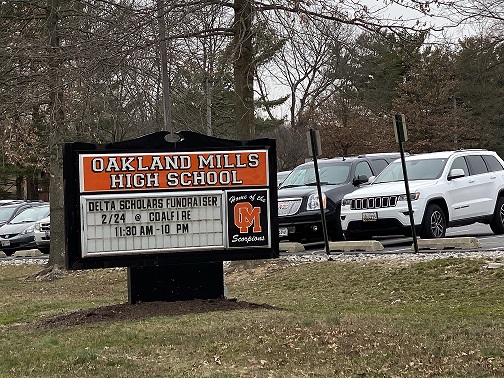 OAKLAND MILLS
HIGH SCHOOL
DELTA SCHOLARS FUNDRAISER
2/24 @ COALFIRE
11:30 AM-10 PM
Home of the
OM
Scorpions